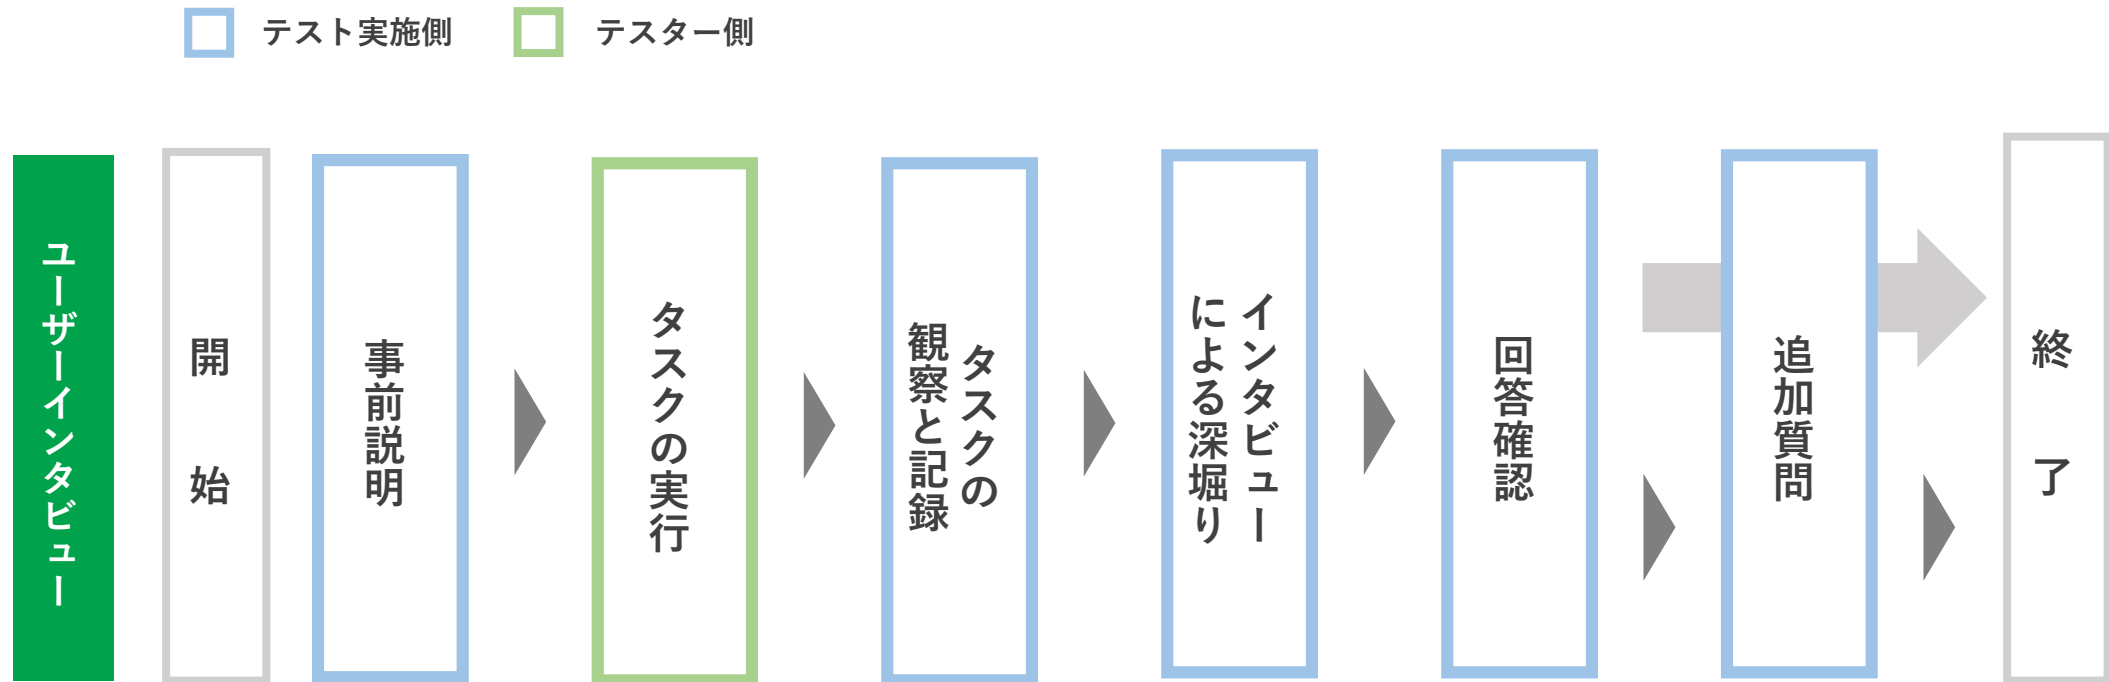 テスト実施側
テスター側
ユーザーインタビュー
開始
事前説明
タスクの実行
タスクの
観察と記録
インタビュー
による深堀り
回答確認
追加質問
終了